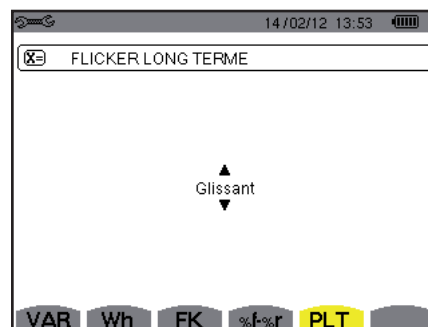 14/02/12 13:53
X= FLICKER LONG TERME
Glissant
VAR Wh FK %f-%r PLT